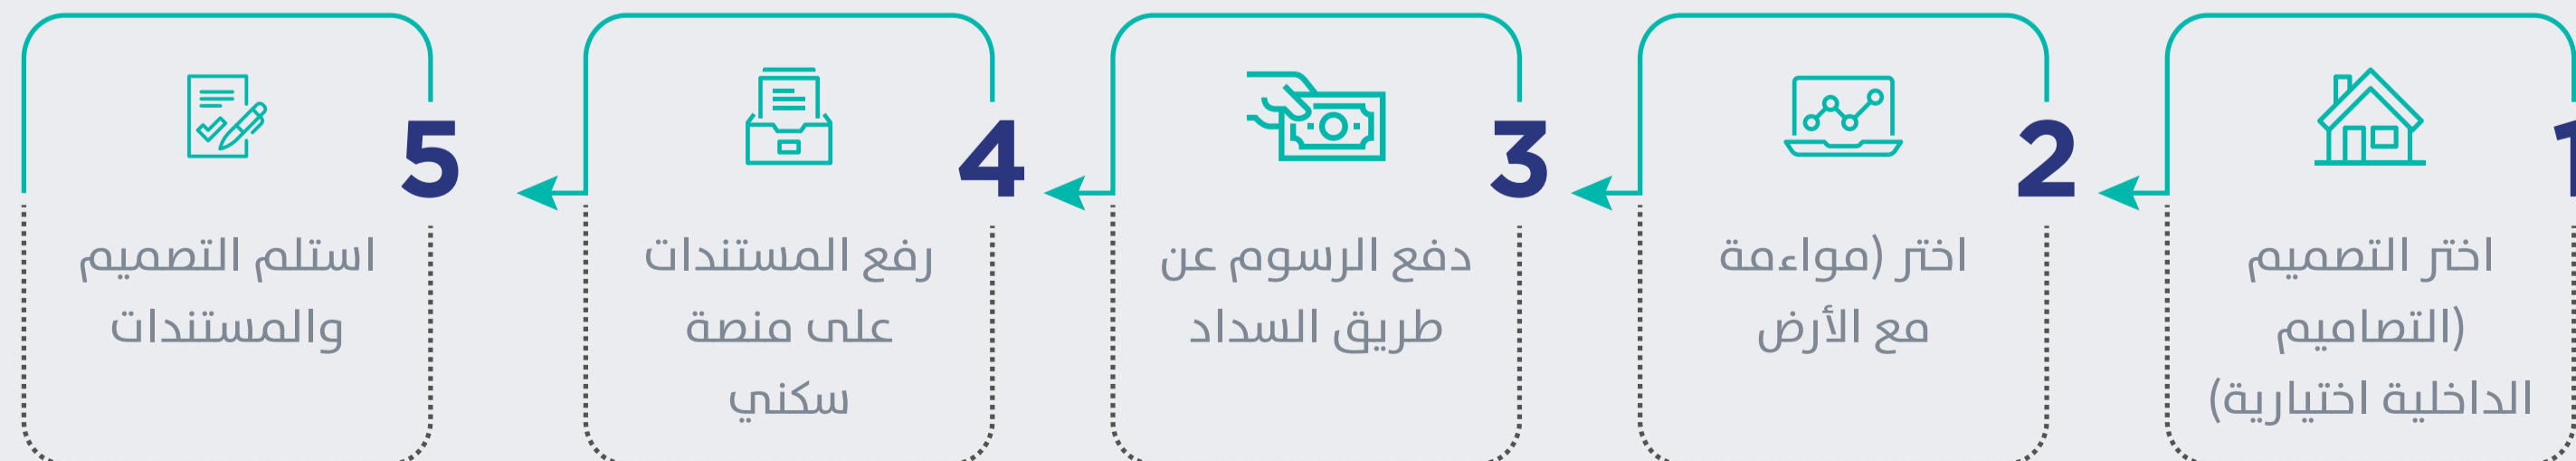 1
اختر التصميم
(التصاميم
الداخلية اختيارية)
2
اختر (مواءمة
مع الأرض
3
دفع الرسوم عن
طريق السداد
4
رفع المستندات
على منصة
سكني
5
استلم التصميم
والمستندات